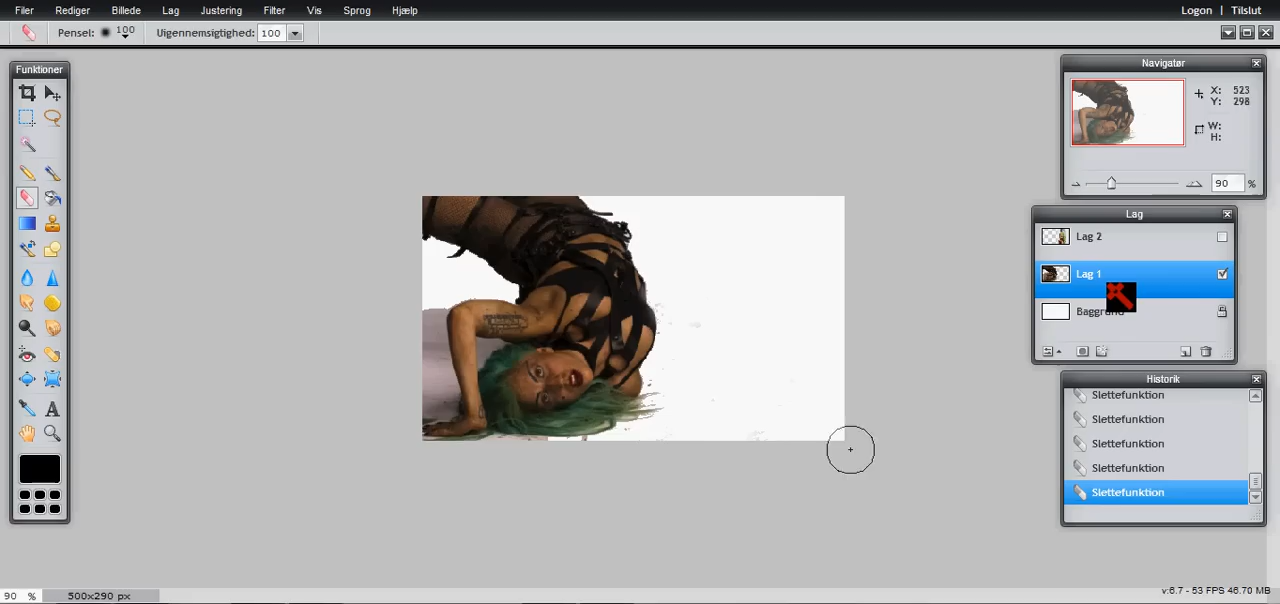 Filer Rediger Billede Lag Justering Filter Vis Sprog Hjælp Logon | Tilslut
Pensel: 100 Uigennemsigtighed: 100
Funktioner
Navigatør
X: 523
Y: 298
W:
H:
90 %
Lag
Lag 2
Lag 1
Baggrund
Historik
Slettefunktion
Slettefunktion
Slettefunktion
Slettefunktion
Slettefunktion
90 % 500x290 px
v:6.7 - 53 FPS 46.70 MB